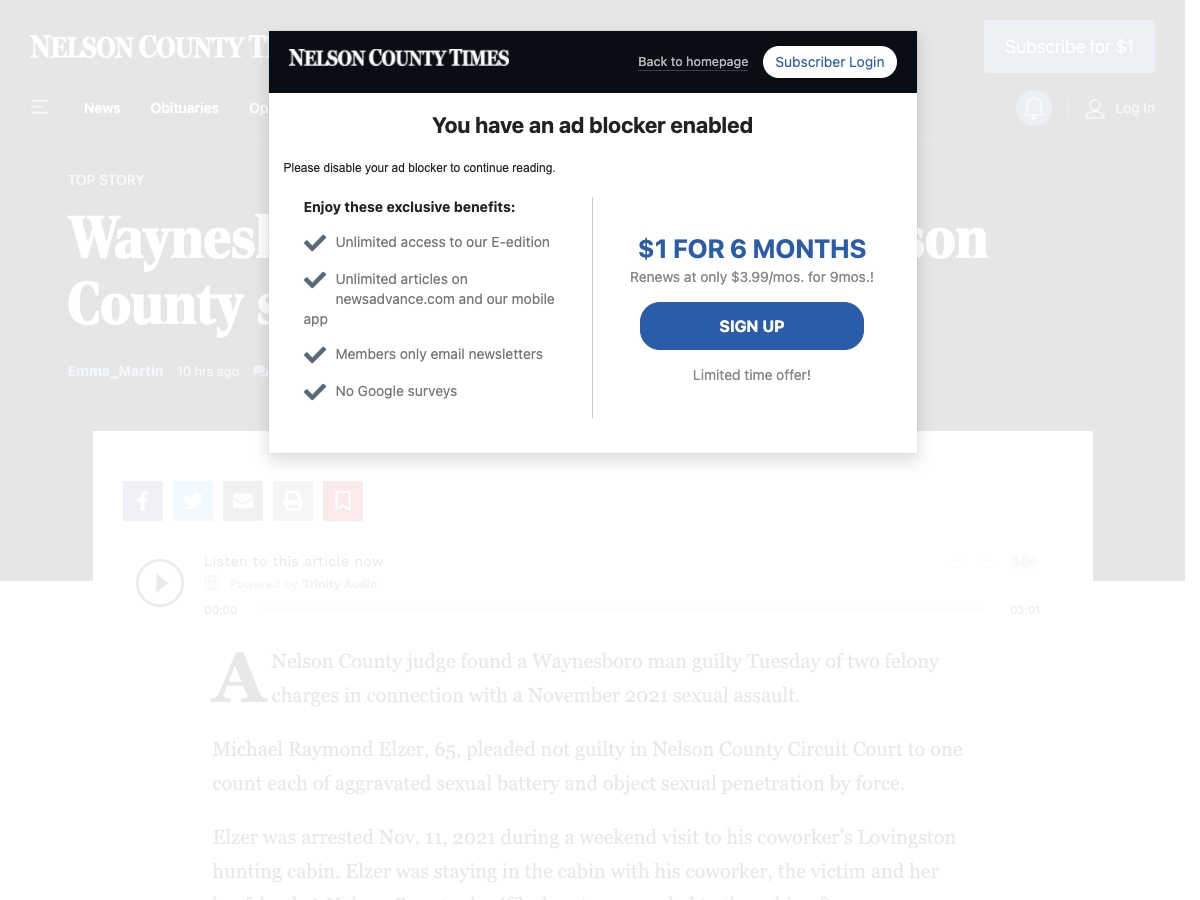 NELSON COUNTY T
Subscribe for $1
NELSON COUNTY TIMES
Back to homepage
Subscriber Login
News
Obituaries
Op
Log In
You have an ad blocker enabled
Please disable your ad blocker to continue reading.
Enjoy these exclusive benefits:
Unlimited access to our E-edition
Unlimited articles on
newsadvance.com and our mobile
app
Members only email newsletters
No Google surveys
$1 FOR 6 MONTHS
Renews at only $3.99/mos. for 9mos.!
SIGN UP
Limited time offer!
TOP STORY
Waynesb
son
County s
Emma_Martin
10 hrs ago
Listen to this article now
Powered by Trinity Audio
1.0x
00:00
03:01
A Nelson County judge found a Waynesboro man guilty Tuesday of two felony
charges in connection with a November 2021 sexual assault.
Michael Raymond Elzer, 65, pleaded not guilty in Nelson County Circuit Court to one
count each of aggravated sexual battery and object sexual penetration by force.
Elzer was arrested Nov. 11, 2021 during a weekend visit to his coworker's Lovingston
hunting cabin. Elzer was staying in the cabin with his coworker, the victim and her